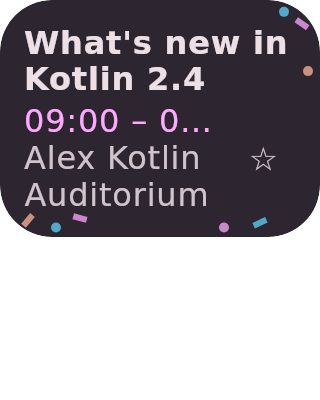 What's new in
Kotlin 2.4
09:00 – 0...
Alex Kotlin
Auditorium